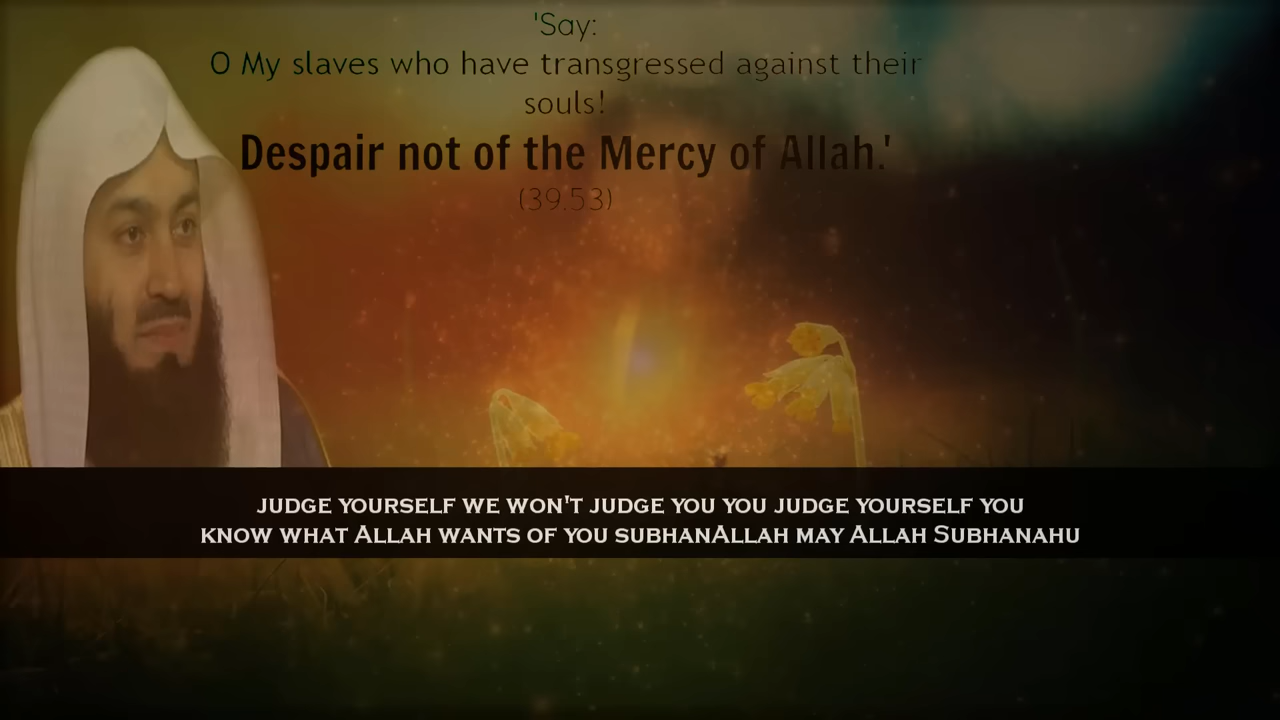 'Say:
O My slaves who have transgressed against their
souls!
Despair not of the Mercy of Allah.'
(39.53)
JUDGE YOURSELF WE WON'T JUDGE YOU YOU JUDGE YOURSELF YOU
KNOW WHAT ALLAH WANTS OF YOU SUBHANALLAH MAY ALLAH SUBHANAHU